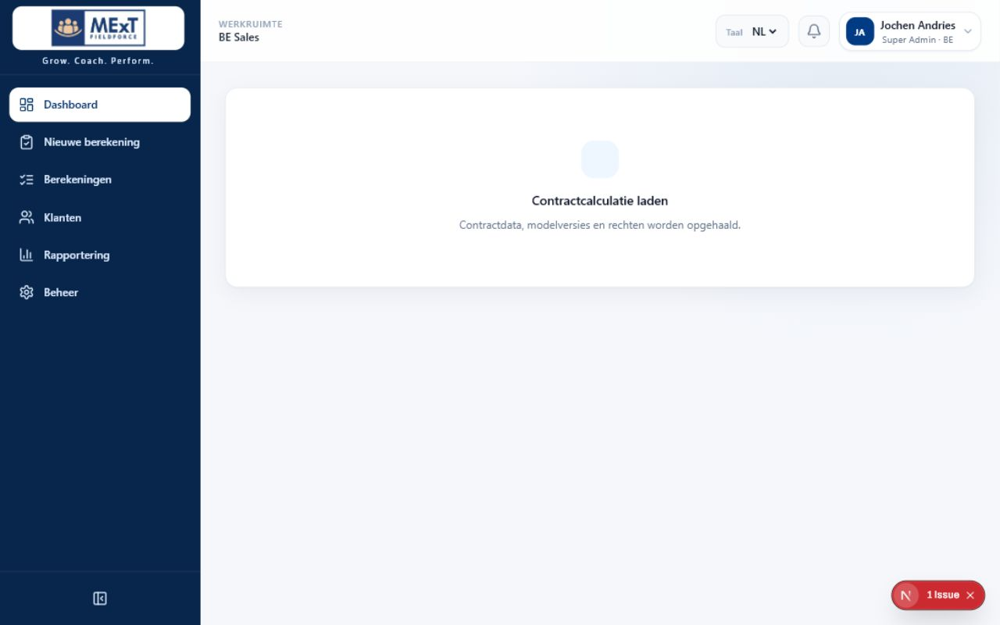 MExT
FIELDFORCE
Grow. Coach. Perform.
Dashboard
Nieuwe berekening
Berekeningen
Klanten
Rapportering
Beheer
WERKRUIMTE
BE Sales
Taal NL
JA
Jochen Andries
Super Admin · BE
Contractcalculatie laden
Contractdata, modelversies en rechten worden opgehaald.
N 1 Issue